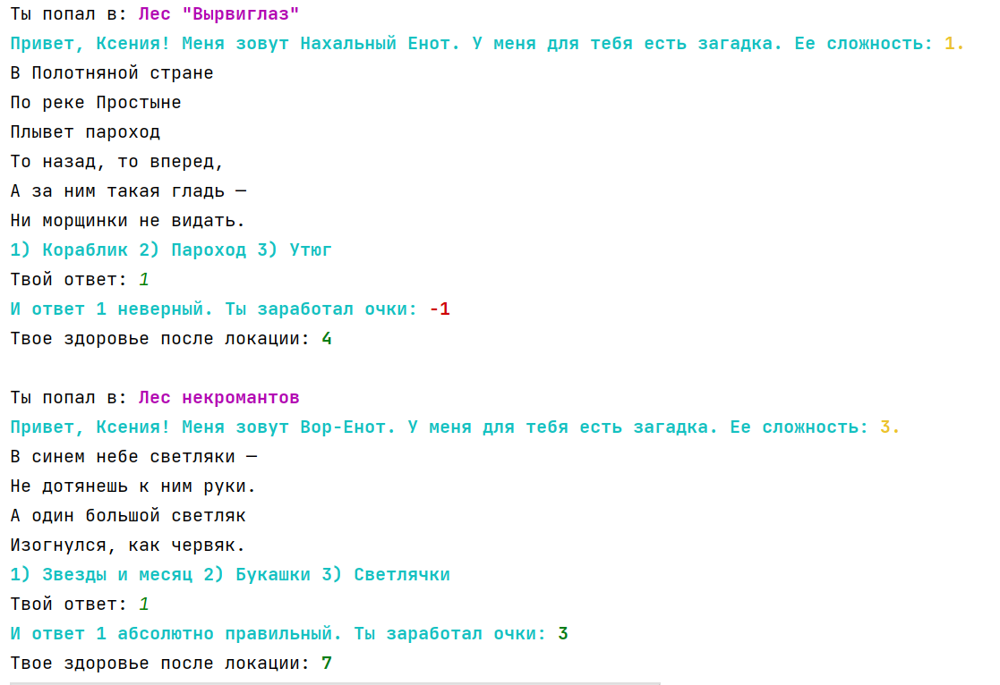 Ты попал в: Лес "Вырвиглаз"
Привет, Ксения! Меня зовут Нахальный Енот. У меня для тебя есть загадка. Ее сложность: 1.
В Полотняной стране
По реке Простыне
Плывет пароход
То назад, то вперед,
А за ним такая гладь —
Ни морщинки не видать.
1) Кораблик 2) Пароход 3) Утюг
Твой ответ: 1
И ответ 1 неверный. Ты заработал очки: -1
Твое здоровье после локации: 4
Ты попал в: Лес некромантов
Привет, Ксения! Меня зовут Вор-Енот. У меня для тебя есть загадка. Ее сложность: 3.
В синем небе светляки —
Не дотянешь к ним руки.
А один большой светляк
Изогнулся, как червяк.
1) Звезды и месяц 2) Букашки 3) Светлячки
Твой ответ: 1
И ответ 1 абсолютно правильный. Ты заработал очки: 3
Твое здоровье после локации: 7